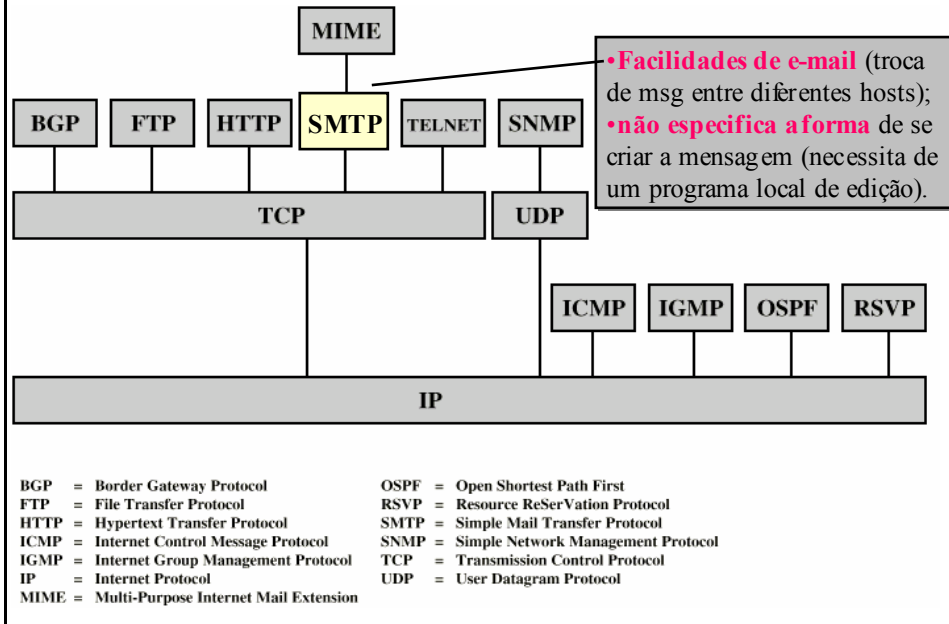 MIME
•Facilidades de e-mail (troca
de msg entre diferentes hosts);
•não especifica a forma de se
criar a mensagem (necessita de
um programa local de edição).
BGP
FTP
HTTP
SMTP
TELNET
SNMP
TCP
UDP
ICMP
IGMP
OSPF
RSVP
IP
BGP = Border Gateway Protocol
FTP = File Transfer Protocol
HTTP = Hypertext Transfer Protocol
ICMP = Internet Control Message Protocol
IGMP = Internet Group Management Protocol
IP = Internet Protocol
MIME = Multi-Purpose Internet Mail Extension
OSPF = Open Shortest Path First
RSVP = Resource ReSerVation Protocol
SMTP = Simple Mail Transfer Protocol
SNMP = Simple Network Management Protocol
TCP = Transmission Control Protocol
UDP = User Datagram Protocol